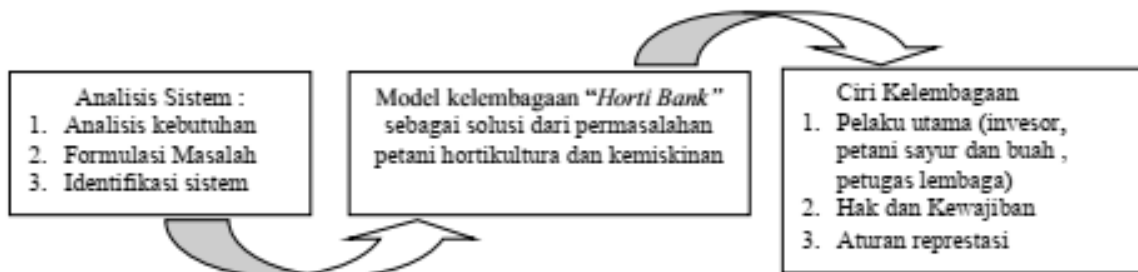 Analisis Sistem :
1. Analisis kebutuhan
2. Formulasi Masalah
3. Identifikasi sistem
Model kelembagaan “Horti Bank”
sebagai solusi dari permasalahan
petani hortikultura dan kemiskinan
Ciri Kelembagaan
1. Pelaku utama (invesor,
petani sayur dan buah ,
petugas lembaga)
2. Hak dan Kewajiban
3. Aturan represtasi